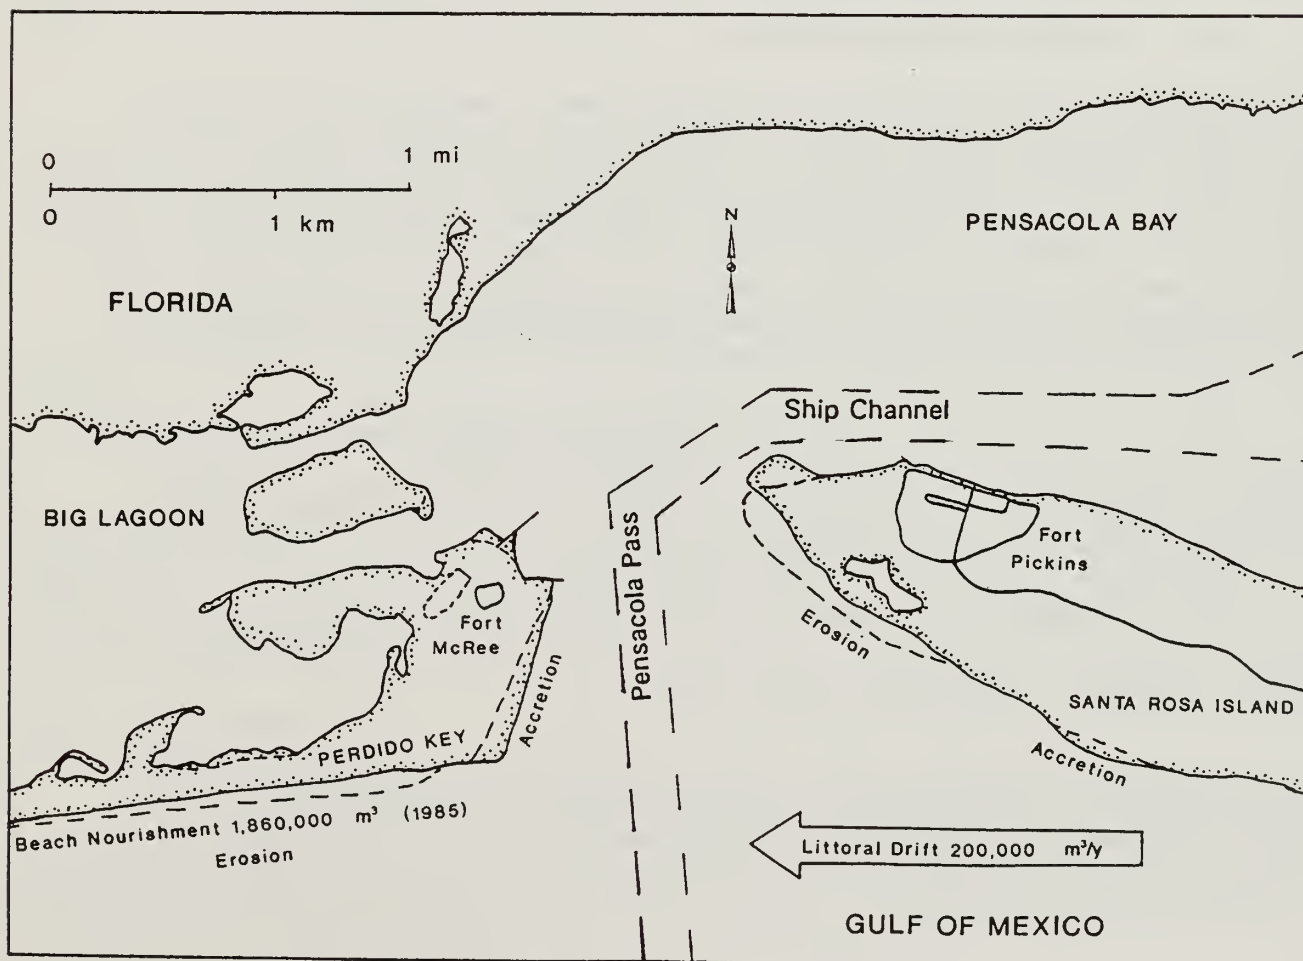 0 1 mi
0 1 km
N
PENSACOLA BAY
FLORIDA
Ship Channel
BIG LAGOON
Pensacola Pass
Fort
Pickins
Fort
McRee
Erosion
Accretion
SANTA ROSA ISLAND
PERDIDO KEY
Accretion
Beach Nourishment 1,860,000 m³ (1985)
Erosion
Littoral Drift 200,000 m³/y
GULF OF MEXICO